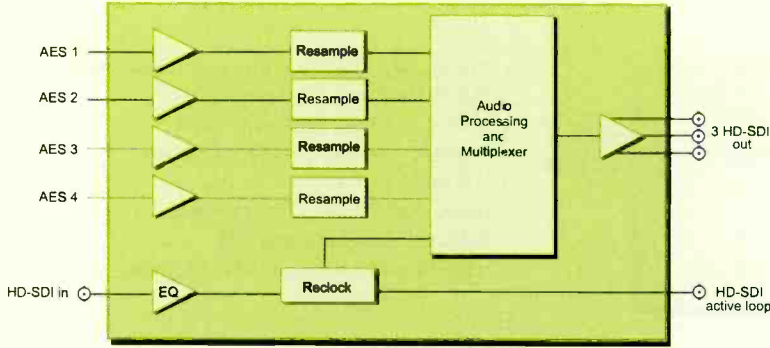 AES 1
Resample
AES 2
Resample
AES 3
Resample
AES 4
Resample
Audio
Processing
and
Multiplexer
3 HD-SDI
out
HD-SDI in
EQ
Reclock
HD-SDI
active loop